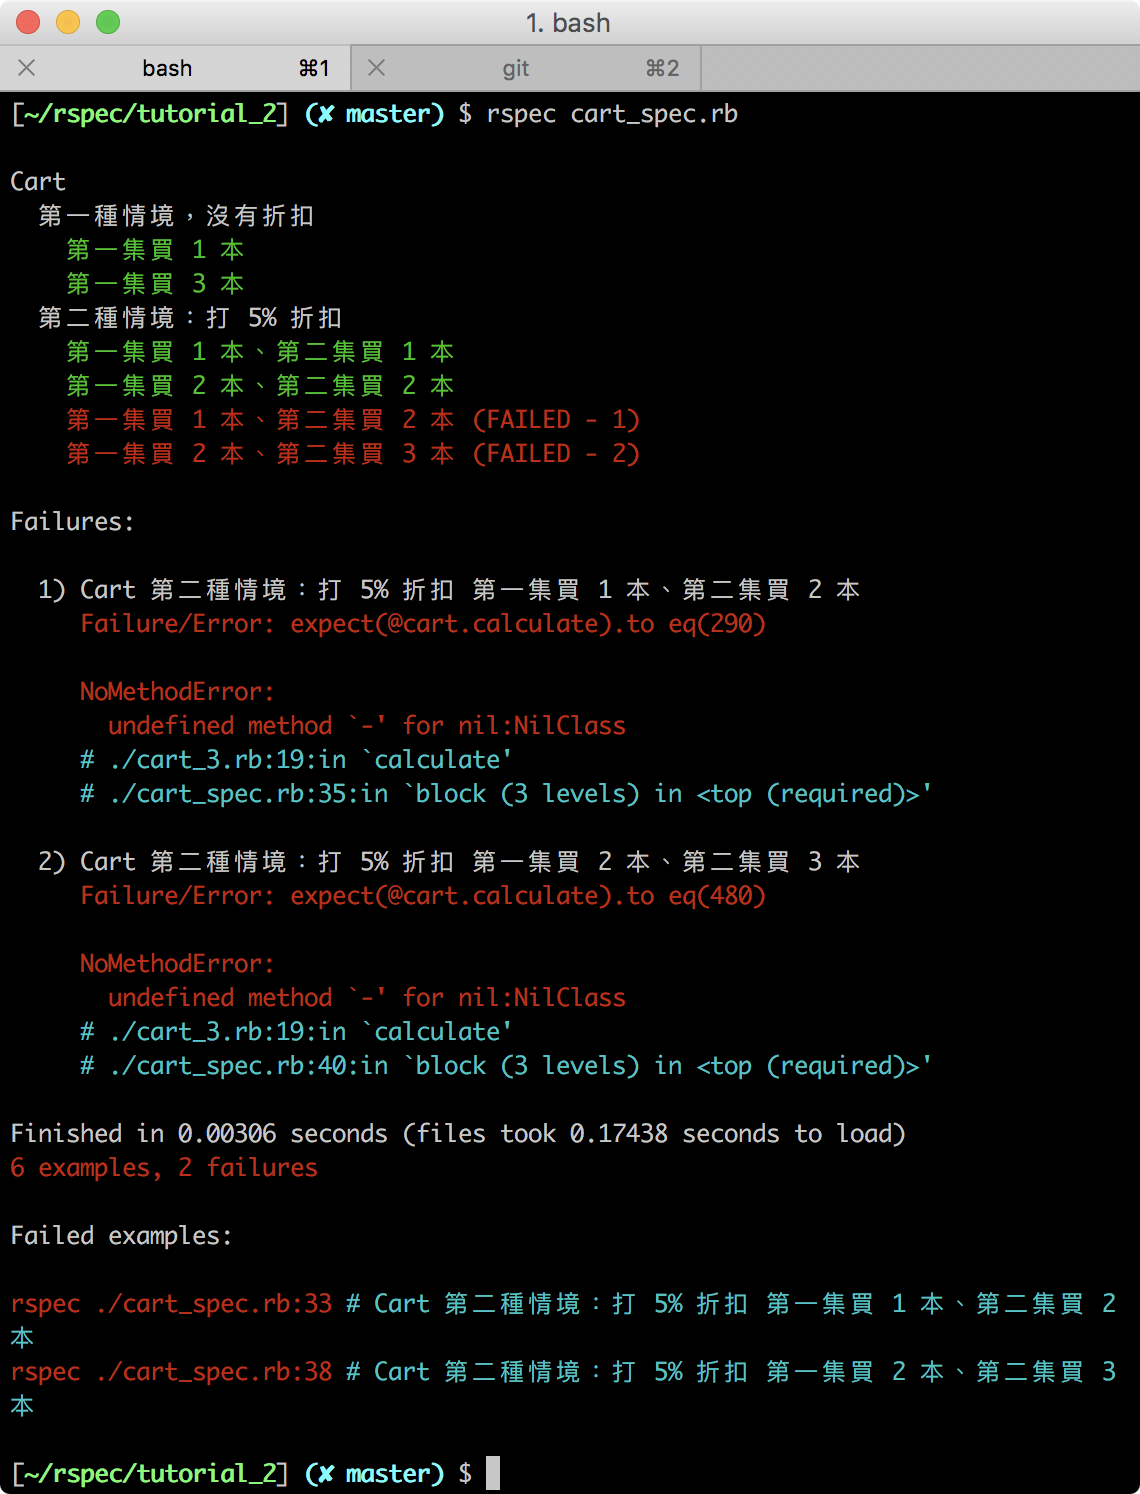 1. bash
bash ⌘1 git ⌘2
[~/rspec/tutorial_2] (✘ master) $ rspec cart_spec.rb
Cart
第一種情境，沒有折扣
第一集買 1 本
第一集買 3 本
第二種情境：打 5% 折扣
第一集買 1 本、第二集買 1 本
第一集買 2 本、第二集買 2 本
第一集買 1 本、第二集買 2 本 (FAILED - 1)
第一集買 2 本、第二集買 3 本 (FAILED - 2)
Failures:
1) Cart 第二種情境：打 5% 折扣 第一集買 1 本、第二集買 2 本
Failure/Error: expect(@cart.calculate).to eq(290)
NoMethodError:
undefined method `-' for nil:NilClass
# ./cart_3.rb:19:in `calculate'
# ./cart_spec.rb:35:in `block (3 levels) in <top (required)>'
2) Cart 第二種情境：打 5% 折扣 第一集買 2 本、第二集買 3 本
Failure/Error: expect(@cart.calculate).to eq(480)
NoMethodError:
undefined method `-' for nil:NilClass
# ./cart_3.rb:19:in `calculate'
# ./cart_spec.rb:40:in `block (3 levels) in <top (required)>'
Finished in 0.00306 seconds (files took 0.17438 seconds to load)
6 examples, 2 failures
Failed examples:
rspec ./cart_spec.rb:33 # Cart 第二種情境：打 5% 折扣 第一集買 1 本、第二集買 2
本
rspec ./cart_spec.rb:38 # Cart 第二種情境：打 5% 折扣 第一集買 2 本、第二集買 3
本
[~/rspec/tutorial_2] (✘ master) $